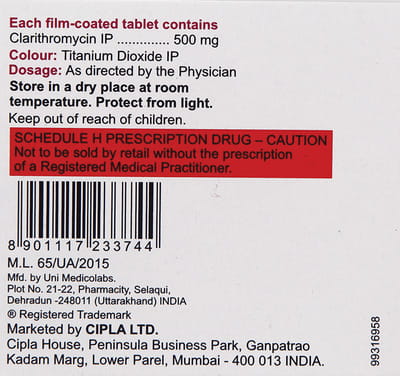 Each film-coated tablet contains
Clarithromycin IP .............. 500 mg
Colour: Titanium Dioxide IP
Dosage: As directed by the Physician
Store in a dry place at room
temperature. Protect from light.
Keep out of reach of children.
SCHEDULE H PRESCRIPTION DRUG – CAUTION
Not to be sold by retail without the prescription
of a Registered Medical Practitioner.
8 901117 233744
M.L. 65/UA/2015
Mfd. by Uni Medicolabs.
Plot No. 21-22, Pharmacity, Selaqui,
Dehradun -248011 (Uttarakhand) INDIA
® Registered Trademark
Marketed by CIPLA LTD.
Cipla House, Peninsula Business Park, Ganpatrao
Kadam Marg, Lower Parel, Mumbai - 400 013 INDIA.
99316958